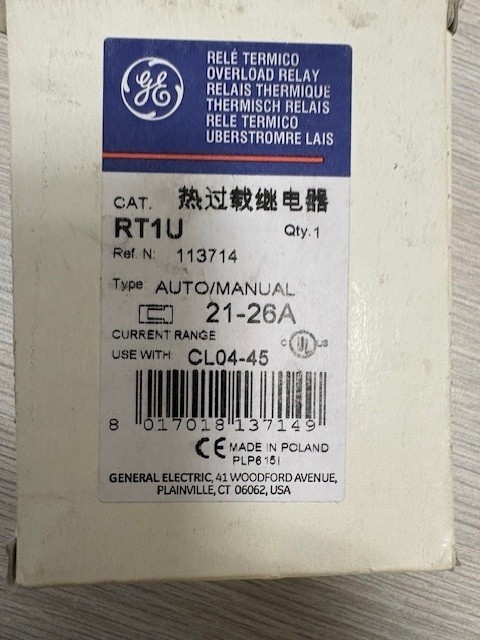 GE
RELÉ TERMICO
OVERLOAD RELAY
RELAIS THERMIQUE
THERMISCH RELAIS
RELE TERMICO
UBERSTROMRE LAIS
CAT. 热过载继电器
RT1U Qty. 1
Ref. N: 113714
Type AUTO/MANUAL
21-26A
CURRENT RANGE
C UL US
USE WITH: CL04-45
8 017018 137149
CE MADE IN POLAND
PLP6151
GENERAL ELECTRIC, 41 WOODFORD AVENUE,
PLAINVILLE, CT 06062, USA